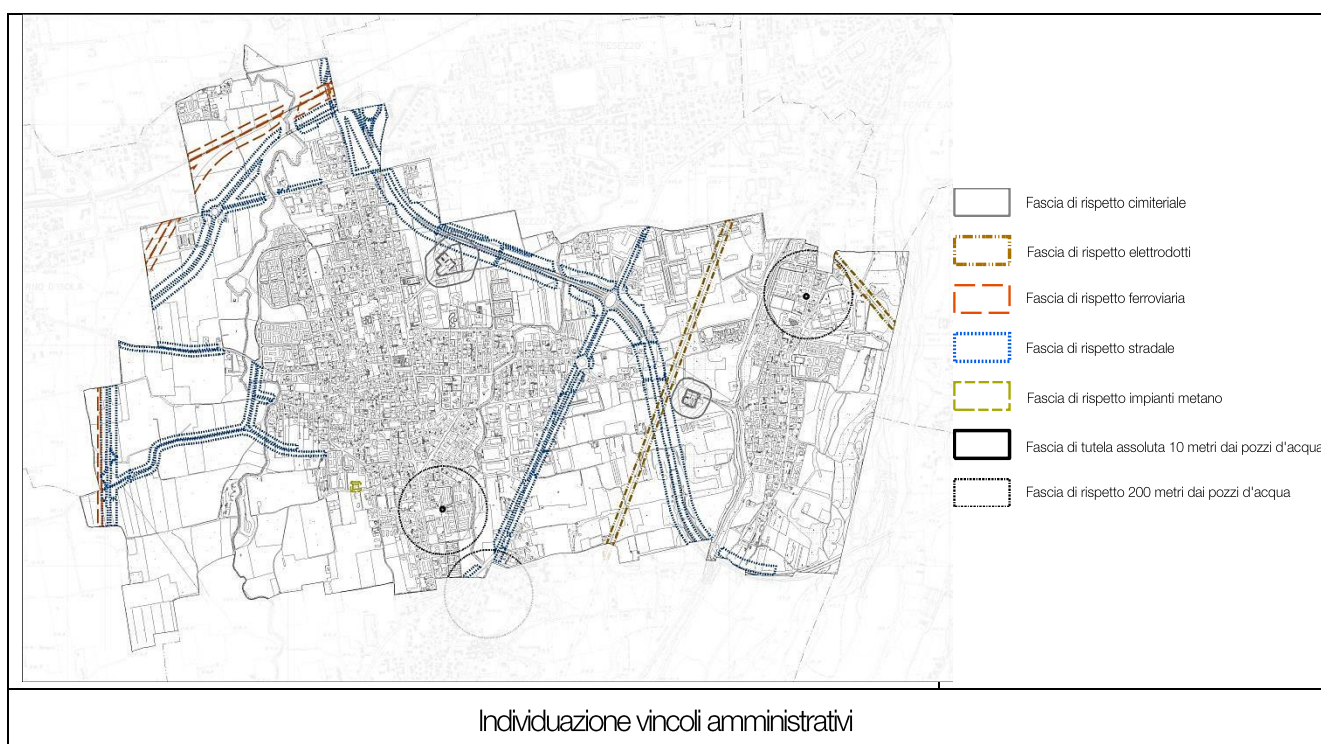 Fascia di rispetto cimiteriale
Fascia di rispetto elettrodotti
Fascia di rispetto ferroviaria
Fascia di rispetto stradale
Fascia di rispetto impianti metano
Fascia di tutela assoluta 10 metri dai pozzi d'acqua
Fascia di rispetto 200 metri dai pozzi d'acqua
Individuazione vincoli amministrativi